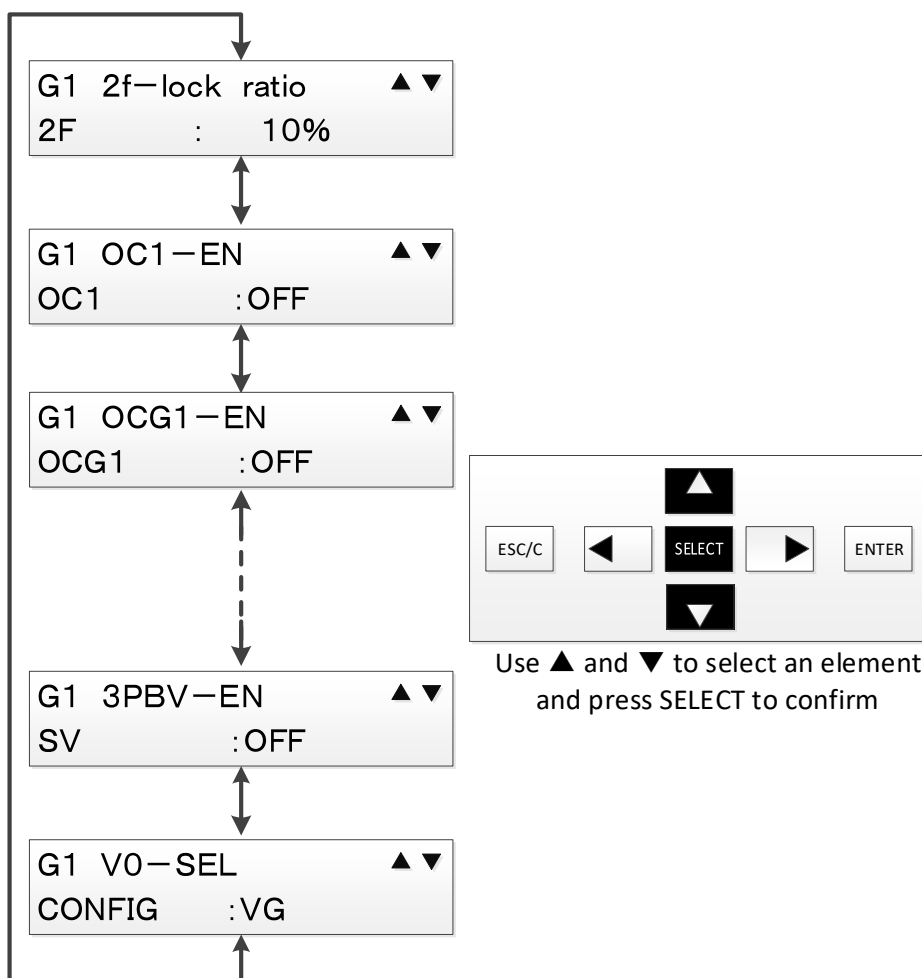 G1 2f－lock ratio ▲ ▼
2F : 10%
G1 OC1－EN ▲ ▼
OC1 :OFF
G1 OCG1－EN ▲ ▼
OCG1 :OFF
ESC/C ◀ ▲ SELECT ▼ ▶ ENTER
Use ▲ and ▼ to select an element
and press SELECT to confirm
G1 3PBV－EN ▲ ▼
SV :OFF
G1 V0－SEL ▲ ▼
CONFIG :VG